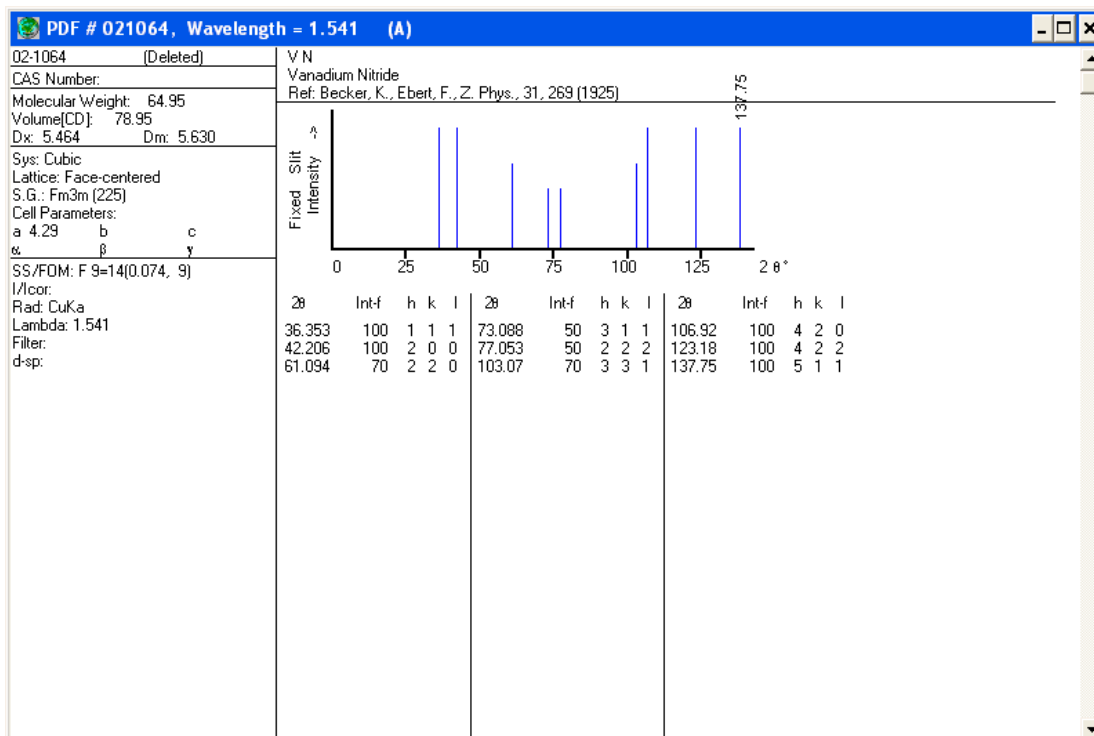 PDF # 021064, Wavelength = 1.541 (A)
02-1064 (Deleted)
CAS Number:
Molecular Weight: 64.95
Volume[CD]: 78.95
Dx: 5.464 Dm: 5.630
Sys: Cubic
Lattice: Face-centered
S.G.: Fm3m (225)
Cell Parameters:
a 4.29 b c
α β γ
SS/FOM: F 9=14(0.074, 9)
I/Icor:
Rad: CuKa
Lambda: 1.541
Filter:
d-sp:
V N
Vanadium Nitride
Ref: Becker, K., Ebert, F., Z. Phys., 31, 269 (1925)
137.75
Fixed Slit
Intensity ->
0 25 50 75 100 125 2 θ°
2θ Int-f h k l 2θ Int-f h k l 2θ Int-f h k l
36.353 100 1 1 1 73.088 50 3 1 1 106.92 100 4 2 0
42.206 100 2 0 0 77.053 50 2 2 2 123.18 100 4 2 2
61.094 70 2 2 0 103.07 70 3 3 1 137.75 100 5 1 1